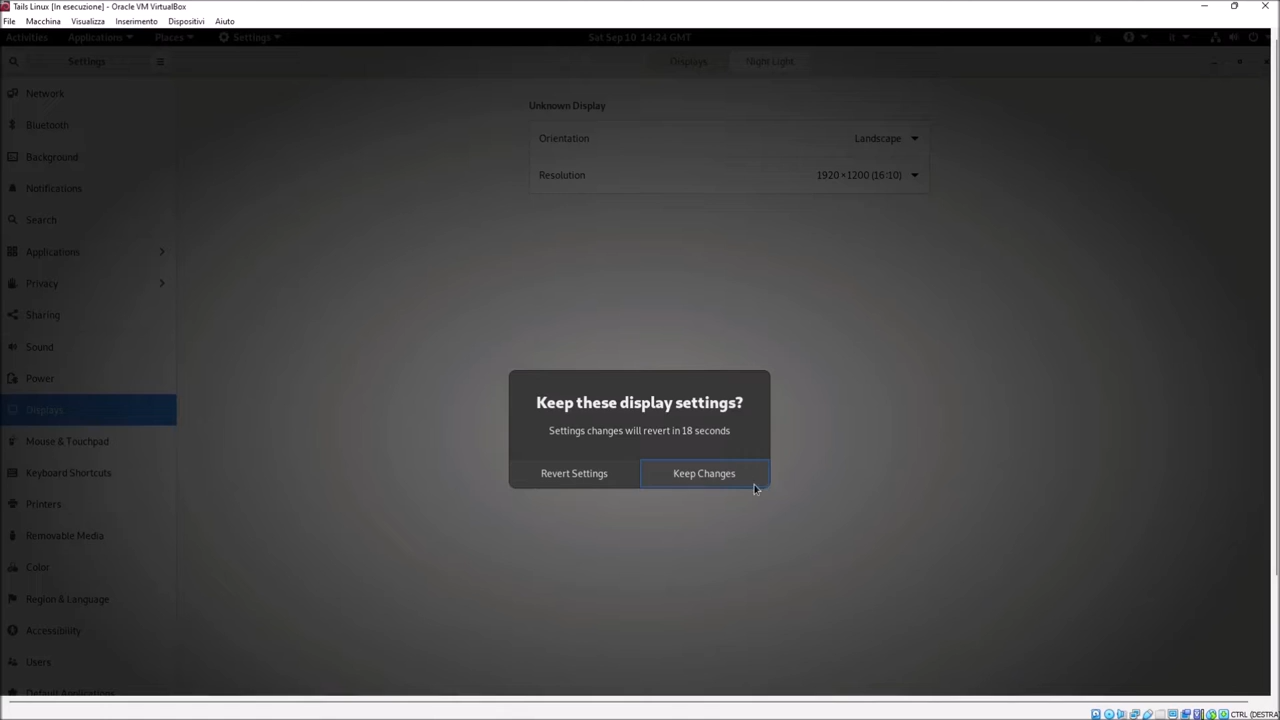 Tails Linux [In esecuzione] - Oracle VM VirtualBox
File Macchina Visualizza Inserimento Dispositivi Aiuto
Activities Applications Places Settings Sat Sep 10 14:24 GMT it
Settings Displays Night Light
Network
Bluetooth
Background
Notifications
Search
Applications
Privacy
Sharing
Sound
Power
Displays
Mouse & Touchpad
Keyboard Shortcuts
Printers
Removable Media
Color
Region & Language
Accessibility
Users
Default Applications
Unknown Display
Orientation Landscape
Resolution 1920 × 1200 (16∶10)
Keep these display settings?
Settings changes will revert in 18 seconds
Revert Settings Keep Changes
CTRL (DESTRA